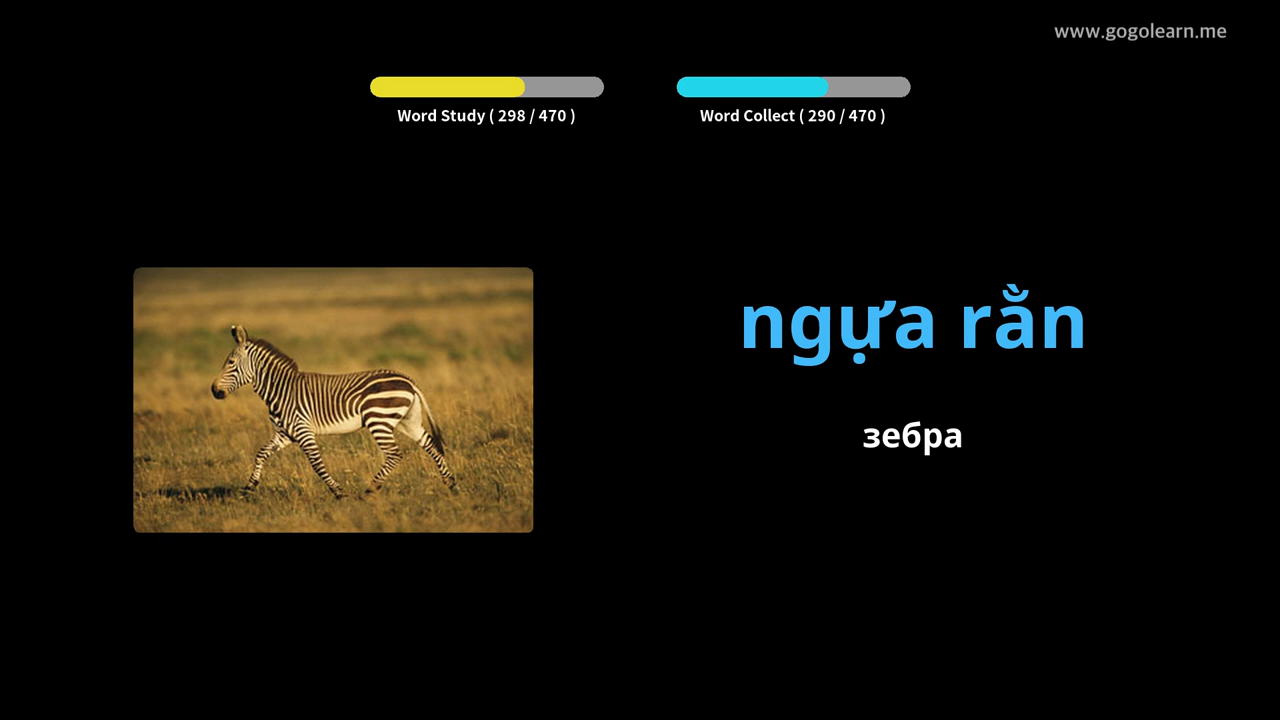 www.gogolearn.me
Word Study ( 298 / 470 )
Word Collect ( 290 / 470 )
ngựa rằn
зебра